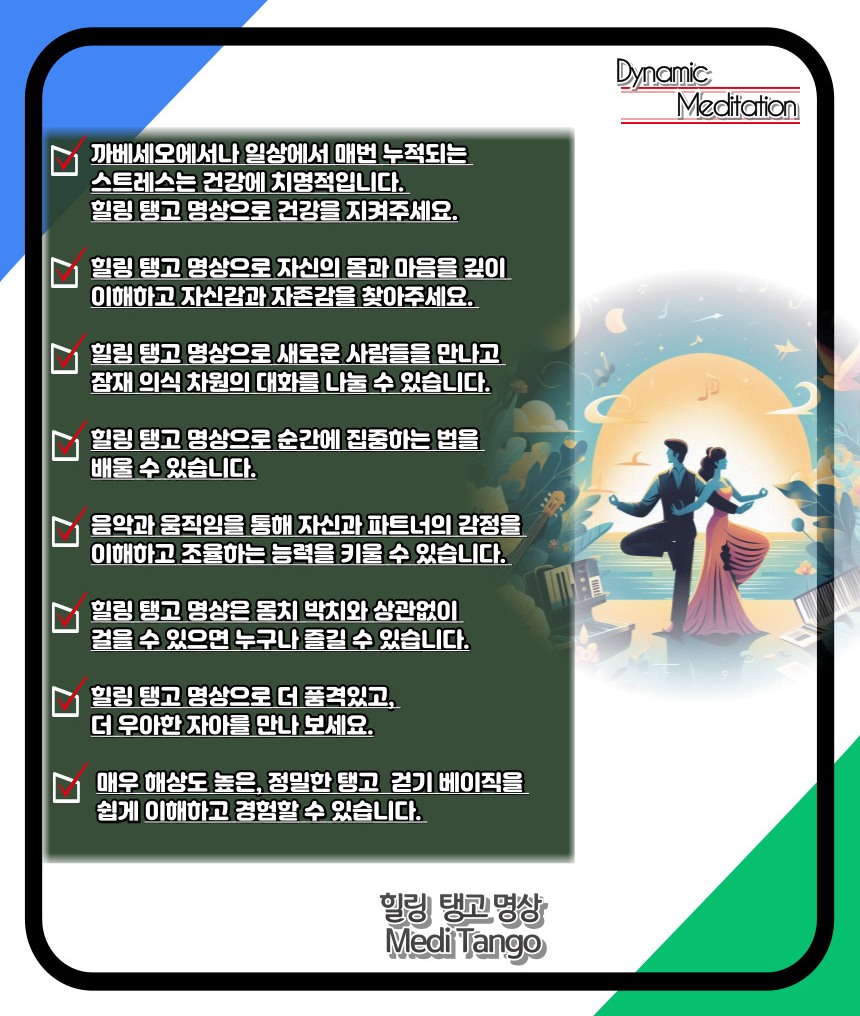 Dynamic
Meditation
까베세오에서나 일상에서 매번 누적되는
스트레스는 건강에 치명적입니다.
힐링 탱고 명상으로 건강을 지켜주세요.
힐링 탱고 명상으로 자신의 몸과 마음을 깊이
이해하고 자신감과 자존감을 찾아주세요.
힐링 탱고 명상으로 새로운 사람들을 만나고
잠재 의식 차원의 대화를 나눌 수 있습니다.
힐링 탱고 명상으로 순간에 집중하는 법을
배울 수 있습니다.
음악과 움직임을 통해 자신과 파트너의 감정을
이해하고 조율하는 능력을 키울 수 있습니다.
힐링 탱고 명상은 몸치 박치와 상관없이
걸을 수 있으면 누구나 즐길 수 있습니다.
힐링 탱고 명상으로 더 품격있고,
더 우아한 자아를 만나 보세요.
매우 해상도 높은, 정밀한 탱고 걷기 베이직을
쉽게 이해하고 경험할 수 있습니다.
힐링 탱고 명상
Medi Tango